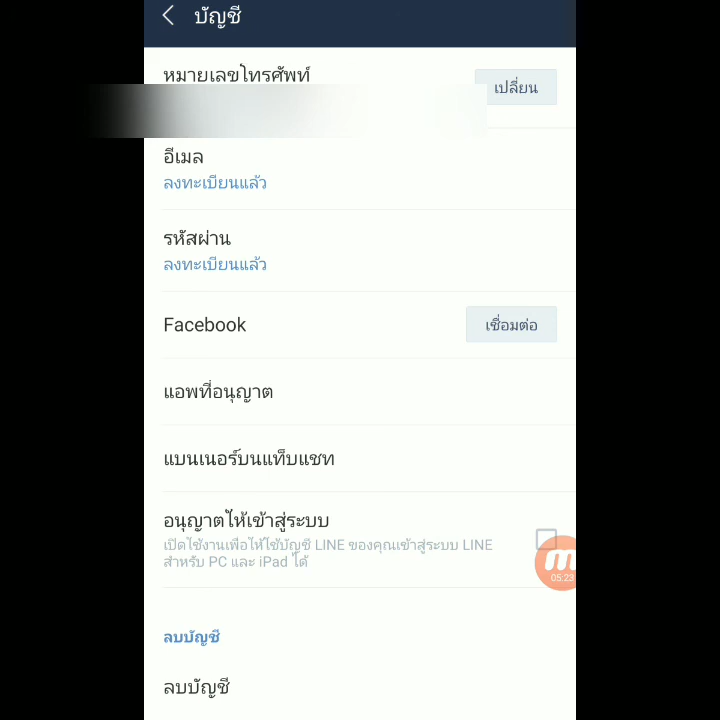 บัญชี
หมายเลขโทรศัพท์
เปลี่ยน
อีเมล
ลงทะเบียนแล้ว
รหัสผ่าน
ลงทะเบียนแล้ว
Facebook
เชื่อมต่อ
แอพที่อนุญาต
แบนเนอร์บนแท็บแชท
อนุญาตให้เข้าสู่ระบบ
เปิดใช้งานเพื่อให้ใช้บัญชี LINE ของคุณเข้าสู่ระบบ LINE
สำหรับ PC และ iPad ได้
05:23
ลบบัญชี
ลบบัญชี